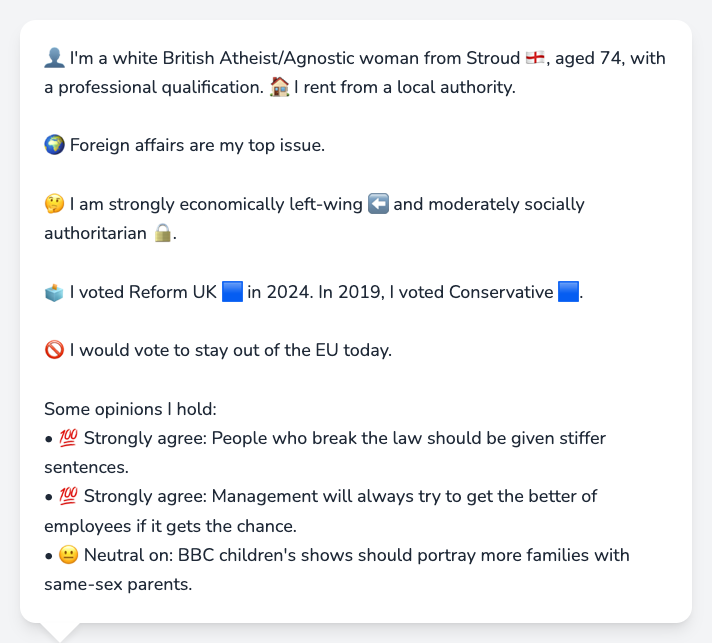 👤 I'm a white British Atheist/Agnostic woman from Stroud 🏴󠁧󠁢󠁥󠁮󠁧󠁿, aged 74, with
a professional qualification. 🏠 I rent from a local authority.
🌍 Foreign affairs are my top issue.
🤔 I am strongly economically left-wing ⬅️ and moderately socially
authoritarian 🔒.
🗳️ I voted Reform UK 🟦 in 2024. In 2019, I voted Conservative 🟦.
🚫 I would vote to stay out of the EU today.
Some opinions I hold:
• 💯 Strongly agree: People who break the law should be given stiffer
sentences.
• 💯 Strongly agree: Management will always try to get the better of
employees if it gets the chance.
• 😐 Neutral on: BBC children's shows should portray more families with
same-sex parents.